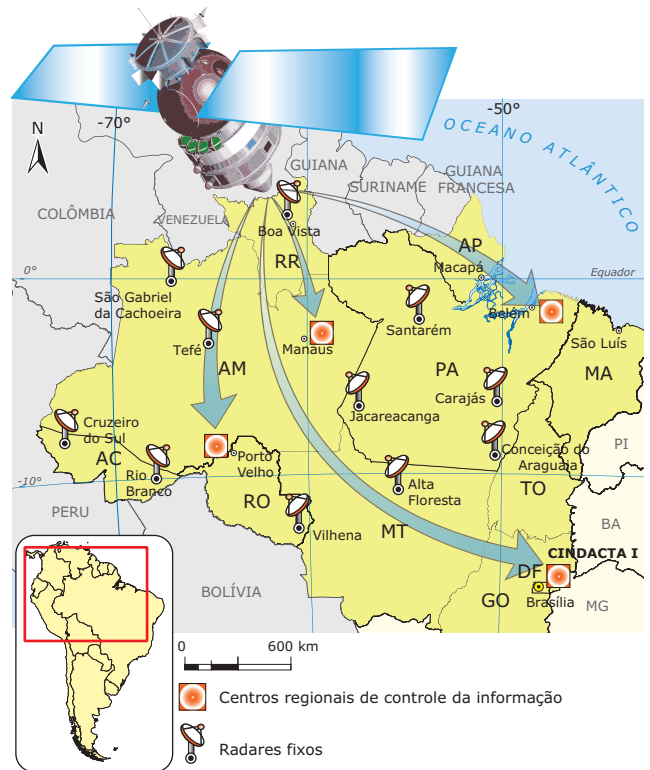 -70°
-50°
N
OCEANO ATLÂNTICO
GUIANA
SURINAME
GUIANA
FRANCESA
COLÔMBIA
VENEZUELA
Boa Vista
RR
AP
Macapá
0°
Equador
São Gabriel
da Cachoeira
Santarém
Belém
Tefé
Manaus
São Luís
AM
PA
MA
Jacareacanga
Carajás
Cruzeiro
do Sul
PI
AC
Porto
Velho
Conceição do
Araguaia
Rio
Branco
Alta
Floresta
-10°
TO
RO
PERU
Vilhena
MT
BA
CINDACTA I
DF
BOLÍVIA
GO
Brasília
MG
0
600 km
Centros regionais de controle da informação
Radares fixos